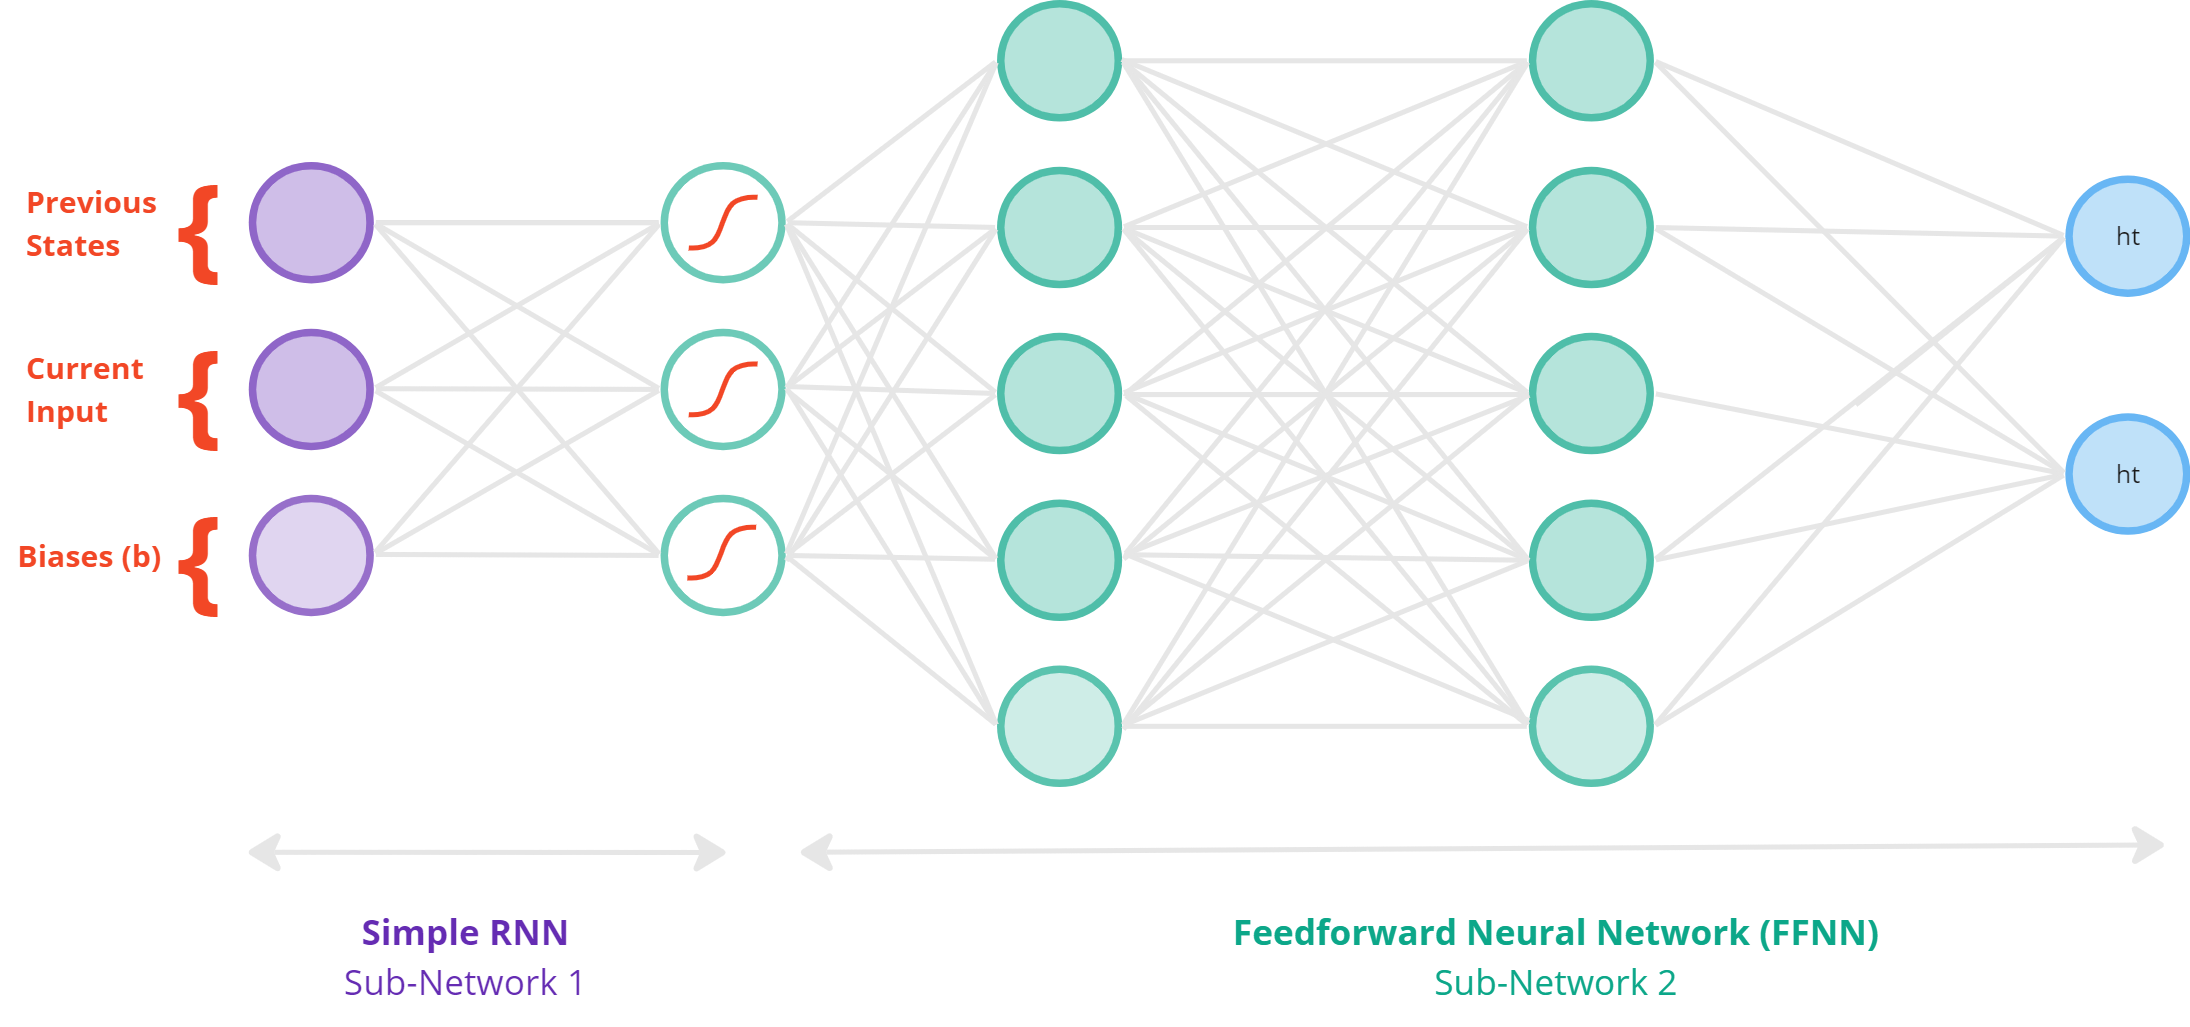 Previous
States
{
Current
Input
{
Biases (b)
{
ht
ht
Simple RNN
Sub-Network 1
Feedforward Neural Network (FFNN)
Sub-Network 2